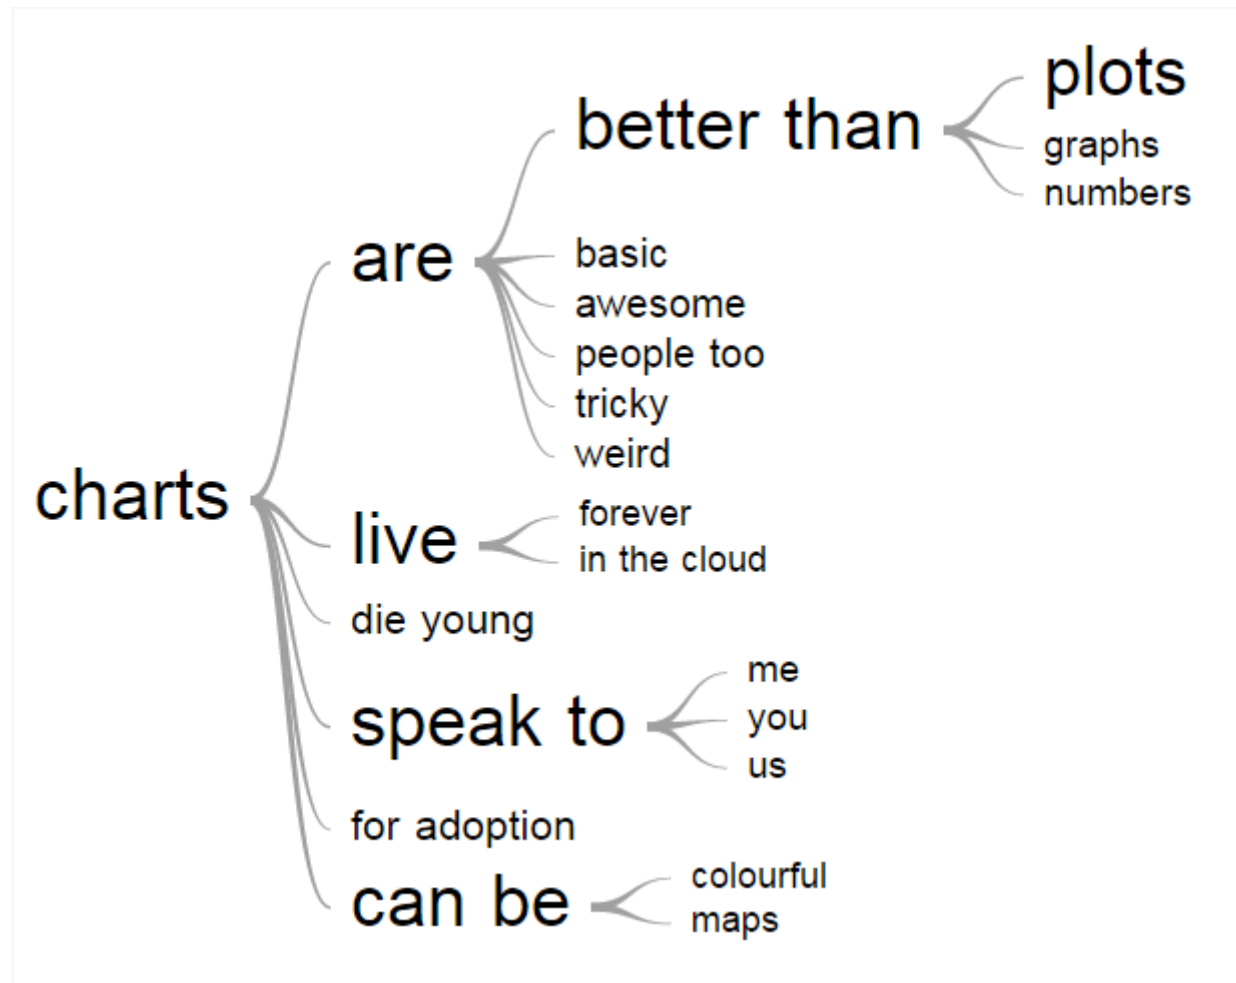 charts
are
better than
plots
graphs
numbers
basic
awesome
people too
tricky
weird
live
forever
in the cloud
die young
speak to
me
you
us
for adoption
can be
colourful
maps